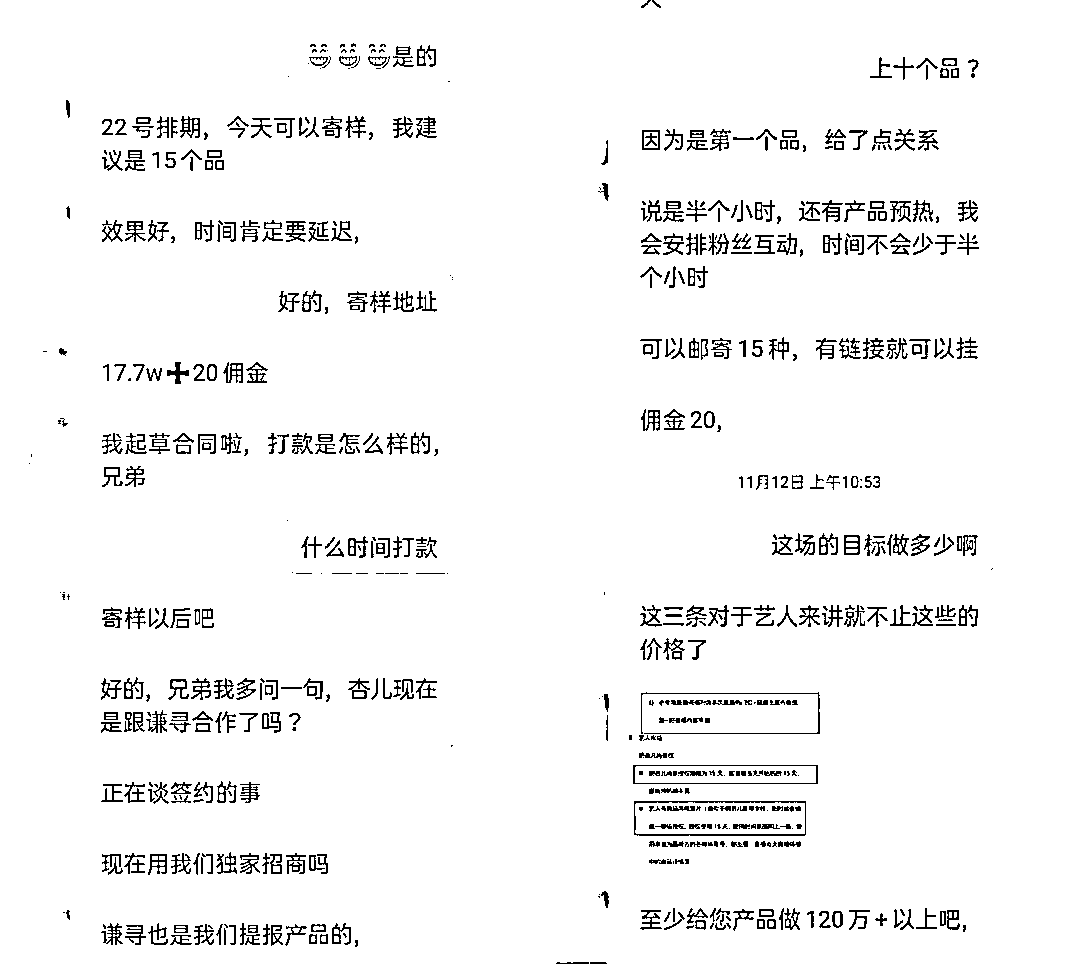 是的
22号排期，今天可以寄样，我建
议是15个品
效果好，时间肯定要延迟，
好的，寄样地址
17.7w➕20佣金
我起草合同啦，打款是怎么样的，
兄弟
什么时间打款
寄样以后吧
好的，兄弟我多问一句，杏儿现在
是跟谦寻合作了吗？
正在谈签约的事
现在用我们独家招商吗
谦寻也是我们提报产品的，
上十个品？
因为是第一个品，给了点关系
说是半个小时，还有产品预热，我
会安排粉丝互动，时间不会少于半
个小时
可以邮寄15种，有链接就可以挂
佣金20，
11月12日 上午10:53
这场的目标做多少啊
这三条对于艺人来讲就不止这些的
价格了
至少给您产品做120万+以上吧，